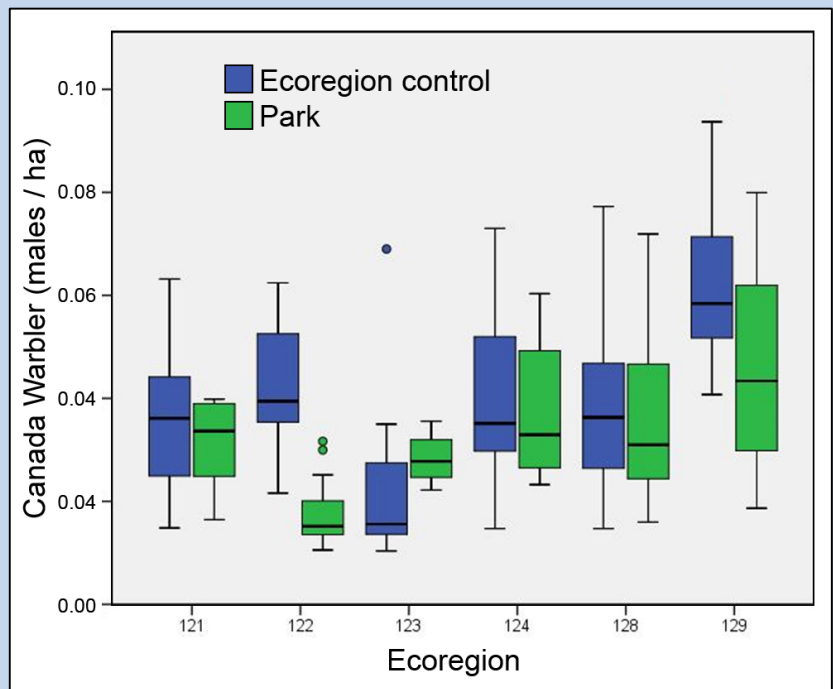 Ecoregion control
Park
Canada Warbler (males / ha)
0.10
0.08
0.06
0.04
0.04
0.00
121 122 123 124 128 129
Ecoregion